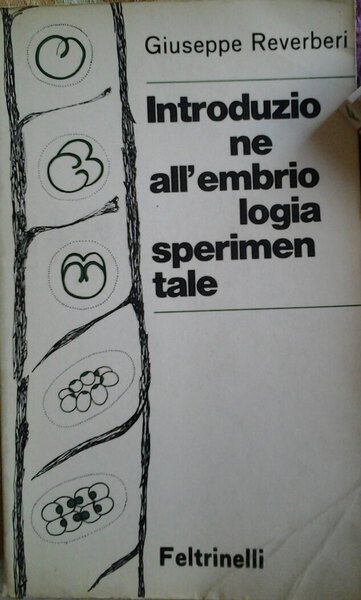 Giuseppe Reverberi
Introduzio
ne
all'embrio
logia
sperimen
tale
Feltrinelli